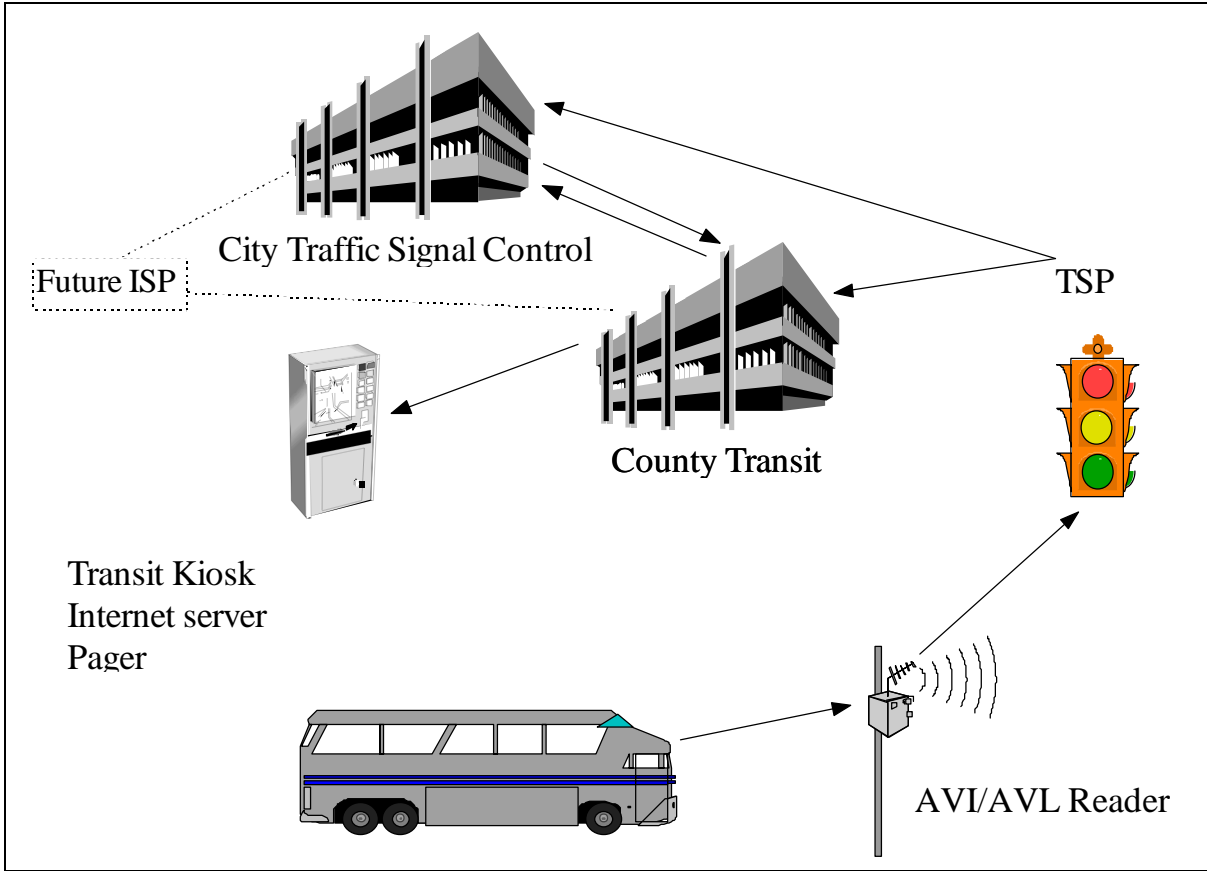 City Traffic Signal Control
Future ISP
TSP
County Transit
Transit Kiosk
Internet server
Pager
AVI/AVL Reader